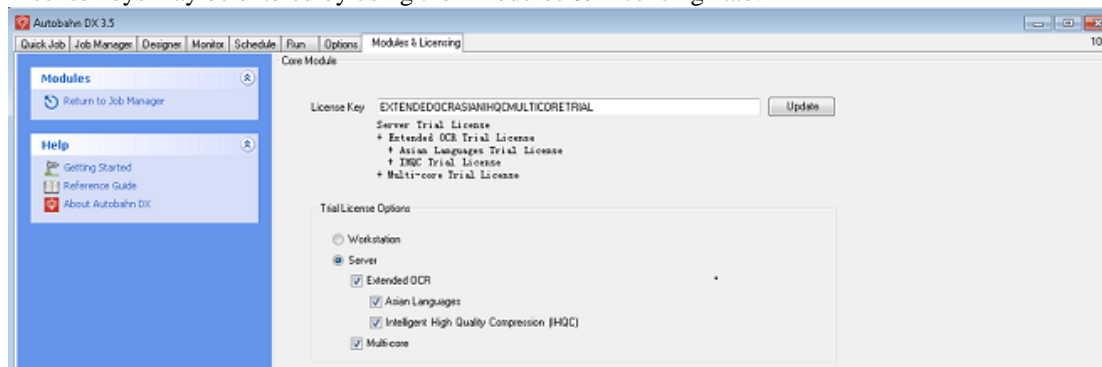 Autobahn DX 3.5
Quick Job Job Manager Designer Monitor Schedule Run Options Modules & Licensing 10
Core Module
Modules
Return to Job Manager
License Key EXTENDEDOCRASIANIHQCMULTICORETRIAL Update
Server Trial License
+ Extended OCR Trial License
+ Asian Languages Trial License
+ IHQC Trial License
+ Multi-core Trial License
Help
Getting Started
Reference Guide
About Autobahn DX
Trial License Options
Workstation
Server
Extended OCR
Asian Languages
Intelligent High Quality Compression (IHQC)
Multi-core